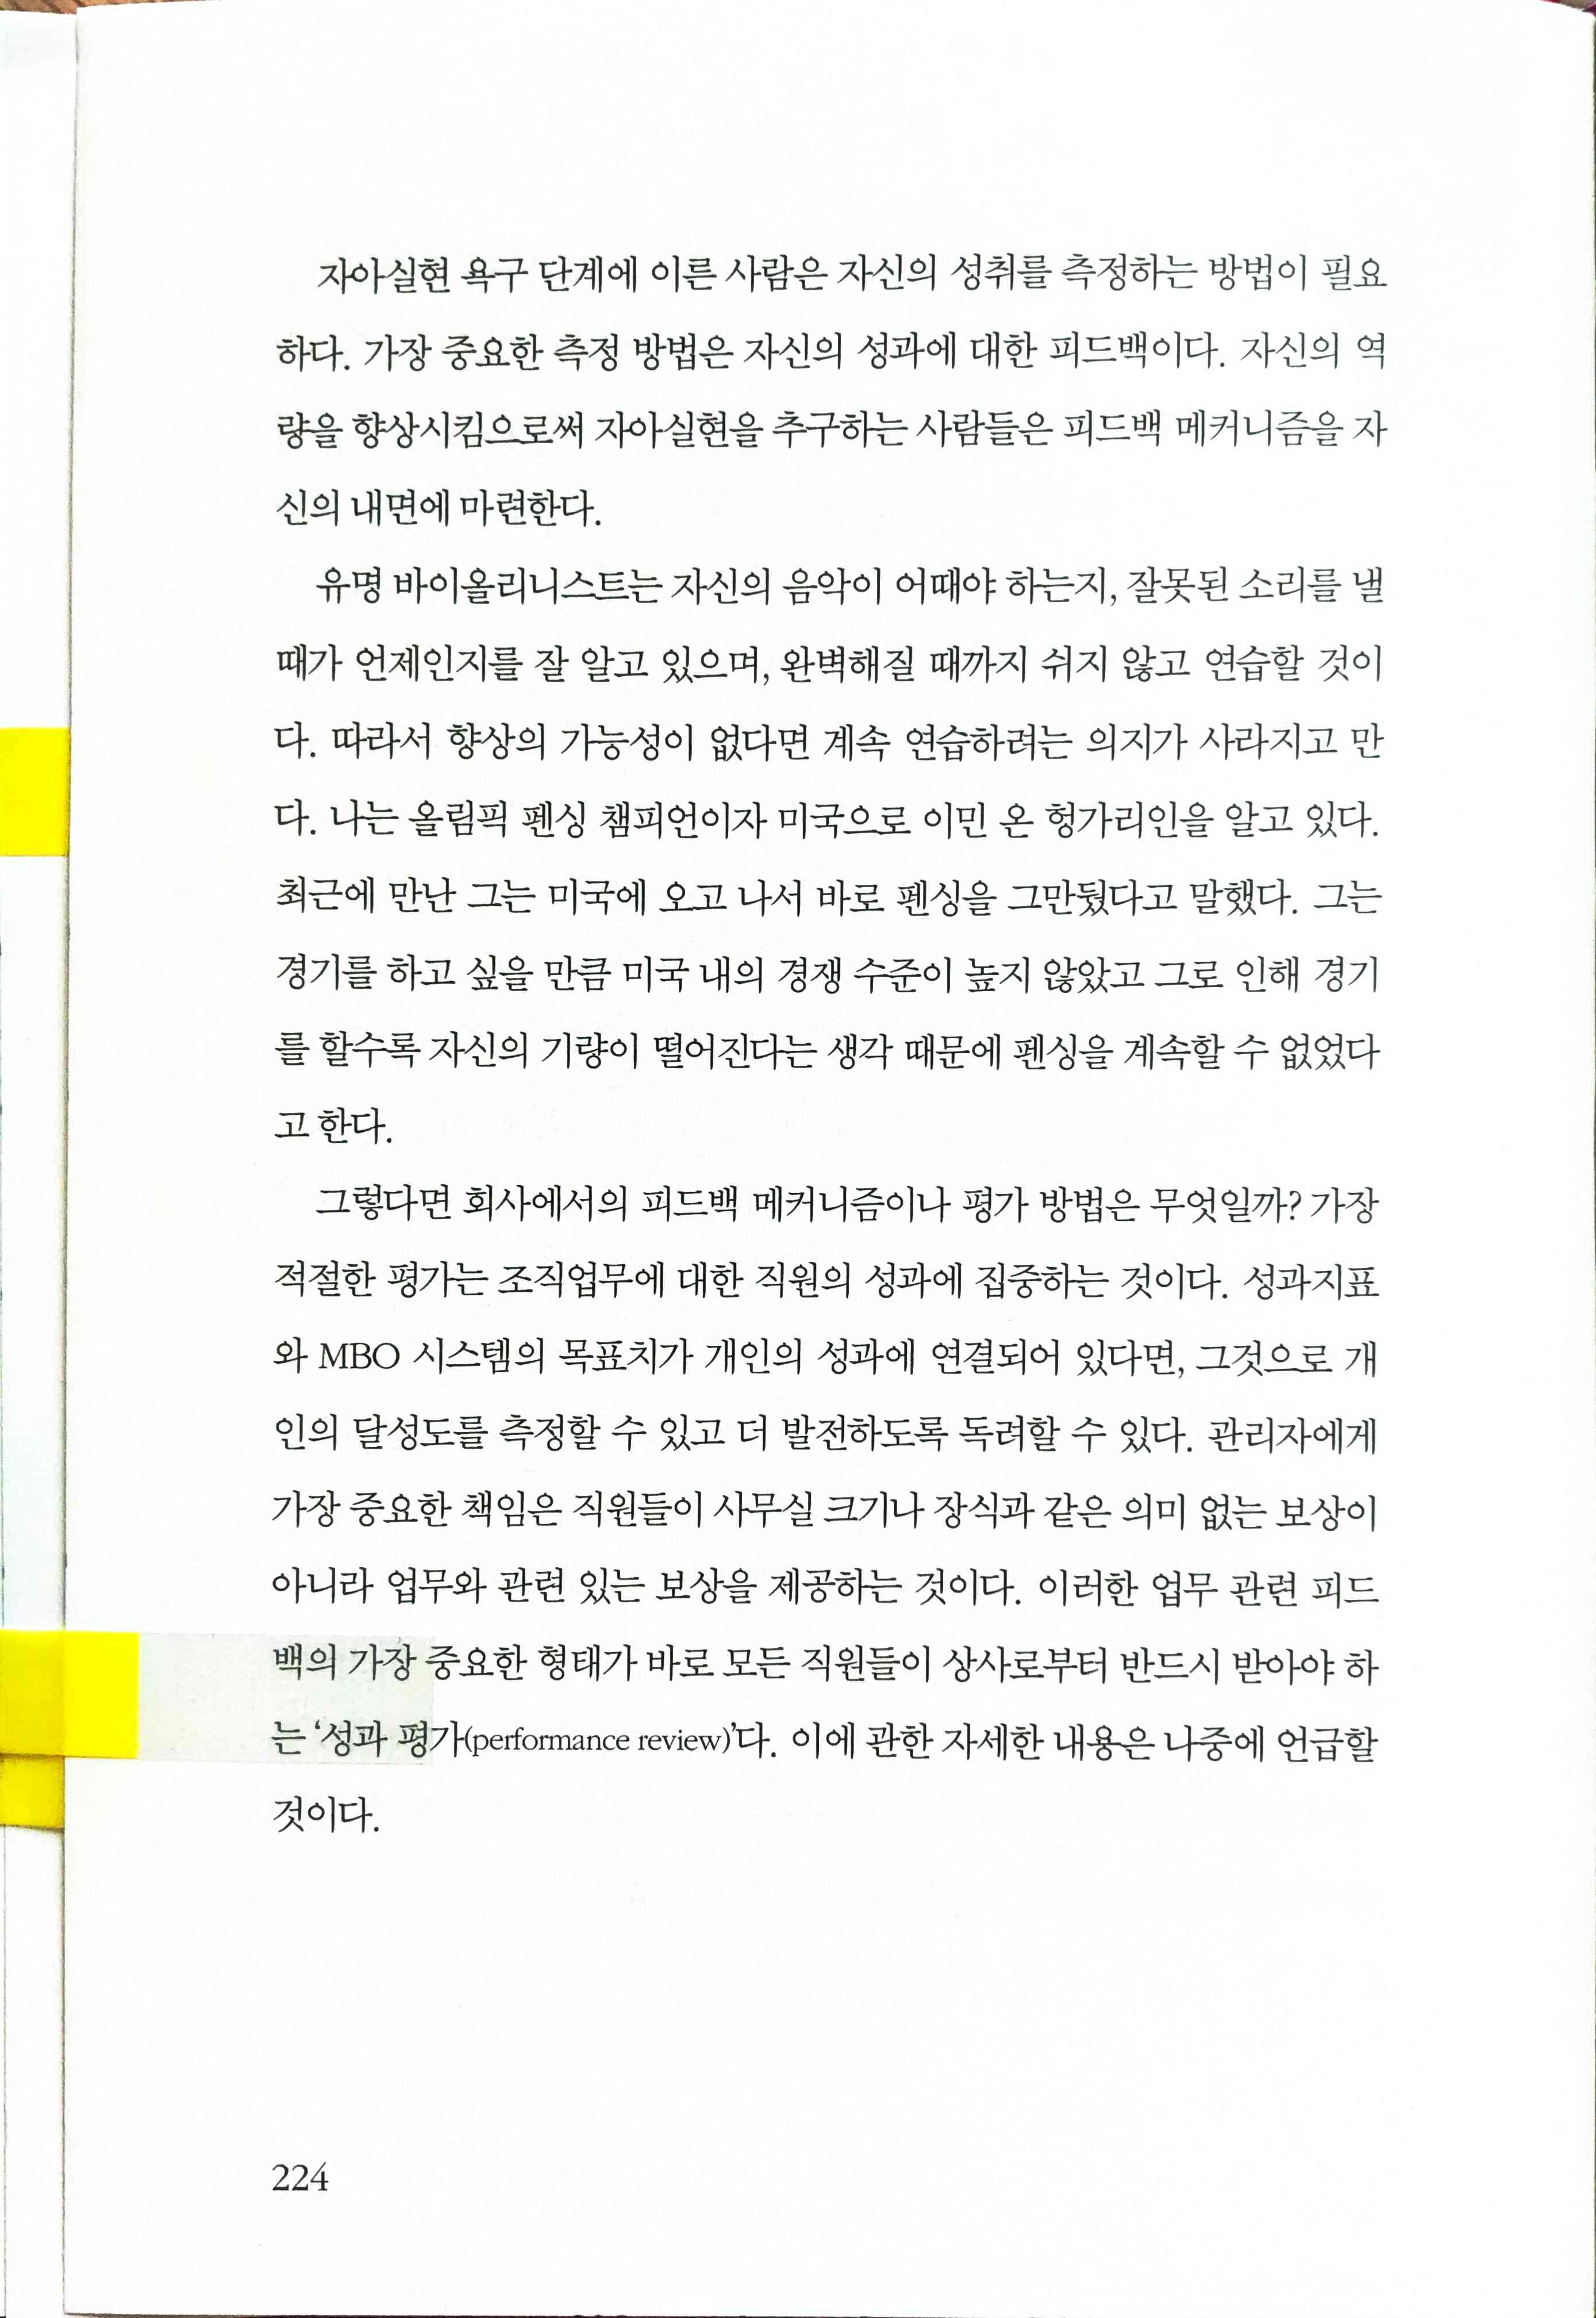 자아실현 욕구 단계에 이른 사람은 자신의 성취를 측정하는 방법이 필요
하다. 가장 중요한 측정 방법은 자신의 성과에 대한 피드백이다. 자신의 역
량을 향상시킴으로써 자아실현을 추구하는 사람들은 피드백 메커니즘을 자
신의 내면에 마련한다.
유명 바이올리니스트는 자신의 음악이 어때야 하는지, 잘못된 소리를 낼
때가 언제인지를 잘 알고 있으며, 완벽해질 때까지 쉬지 않고 연습할 것이
다. 따라서 향상의 가능성이 없다면 계속 연습하려는 의지가 사라지고 만
다. 나는 올림픽 펜싱 챔피언이자 미국으로 이민 온 헝가리인을 알고 있다.
최근에 만난 그는 미국에 오고 나서 바로 펜싱을 그만뒀다고 말했다. 그는
경기를 하고 싶을 만큼 미국 내의 경쟁 수준이 높지 않았고 그로 인해 경기
를 할수록 자신의 기량이 떨어진다는 생각 때문에 펜싱을 계속할 수 없었다
고 한다.
그렇다면 회사에서의 피드백 메커니즘이나 평가 방법은 무엇일까? 가장
적절한 평가는 조직업무에 대한 직원의 성과에 집중하는 것이다. 성과지표
와 MBO 시스템의 목표치가 개인의 성과에 연결되어 있다면, 그것으로 개
인의 달성도를 측정할 수 있고 더 발전하도록 독려할 수 있다. 관리자에게
가장 중요한 책임은 직원들이 사무실 크기나 장식과 같은 의미 없는 보상이
아니라 업무와 관련 있는 보상을 제공하는 것이다. 이러한 업무 관련 피드
백의 가장 중요한 형태가 바로 모든 직원들이 상사로부터 반드시 받아야 하
는 ‘성과 평가(performance review)’다. 이에 관한 자세한 내용은 나중에 언급할
것이다.
224